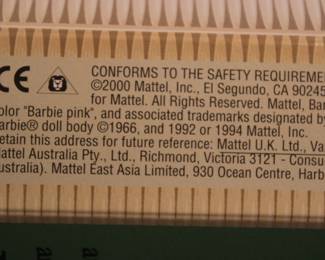 CE
CONFORMS TO THE SAFETY REQUIREME
©2000 Mattel, Inc., El Segundo, CA 90245
for Mattel. All Rights Reserved. Mattel, Bar
olor "Barbie pink", and associated trademarks designated by
arbie® doll body ©1966, and 1992 or 1994 Mattel, Inc.
etain this address for future reference: Mattel U.K. Ltd., Va
attel Australia Pty., Ltd., Richmond, Victoria 3121 - Consu
ustralia). Mattel East Asia Limited, 930 Ocean Centre, Harb